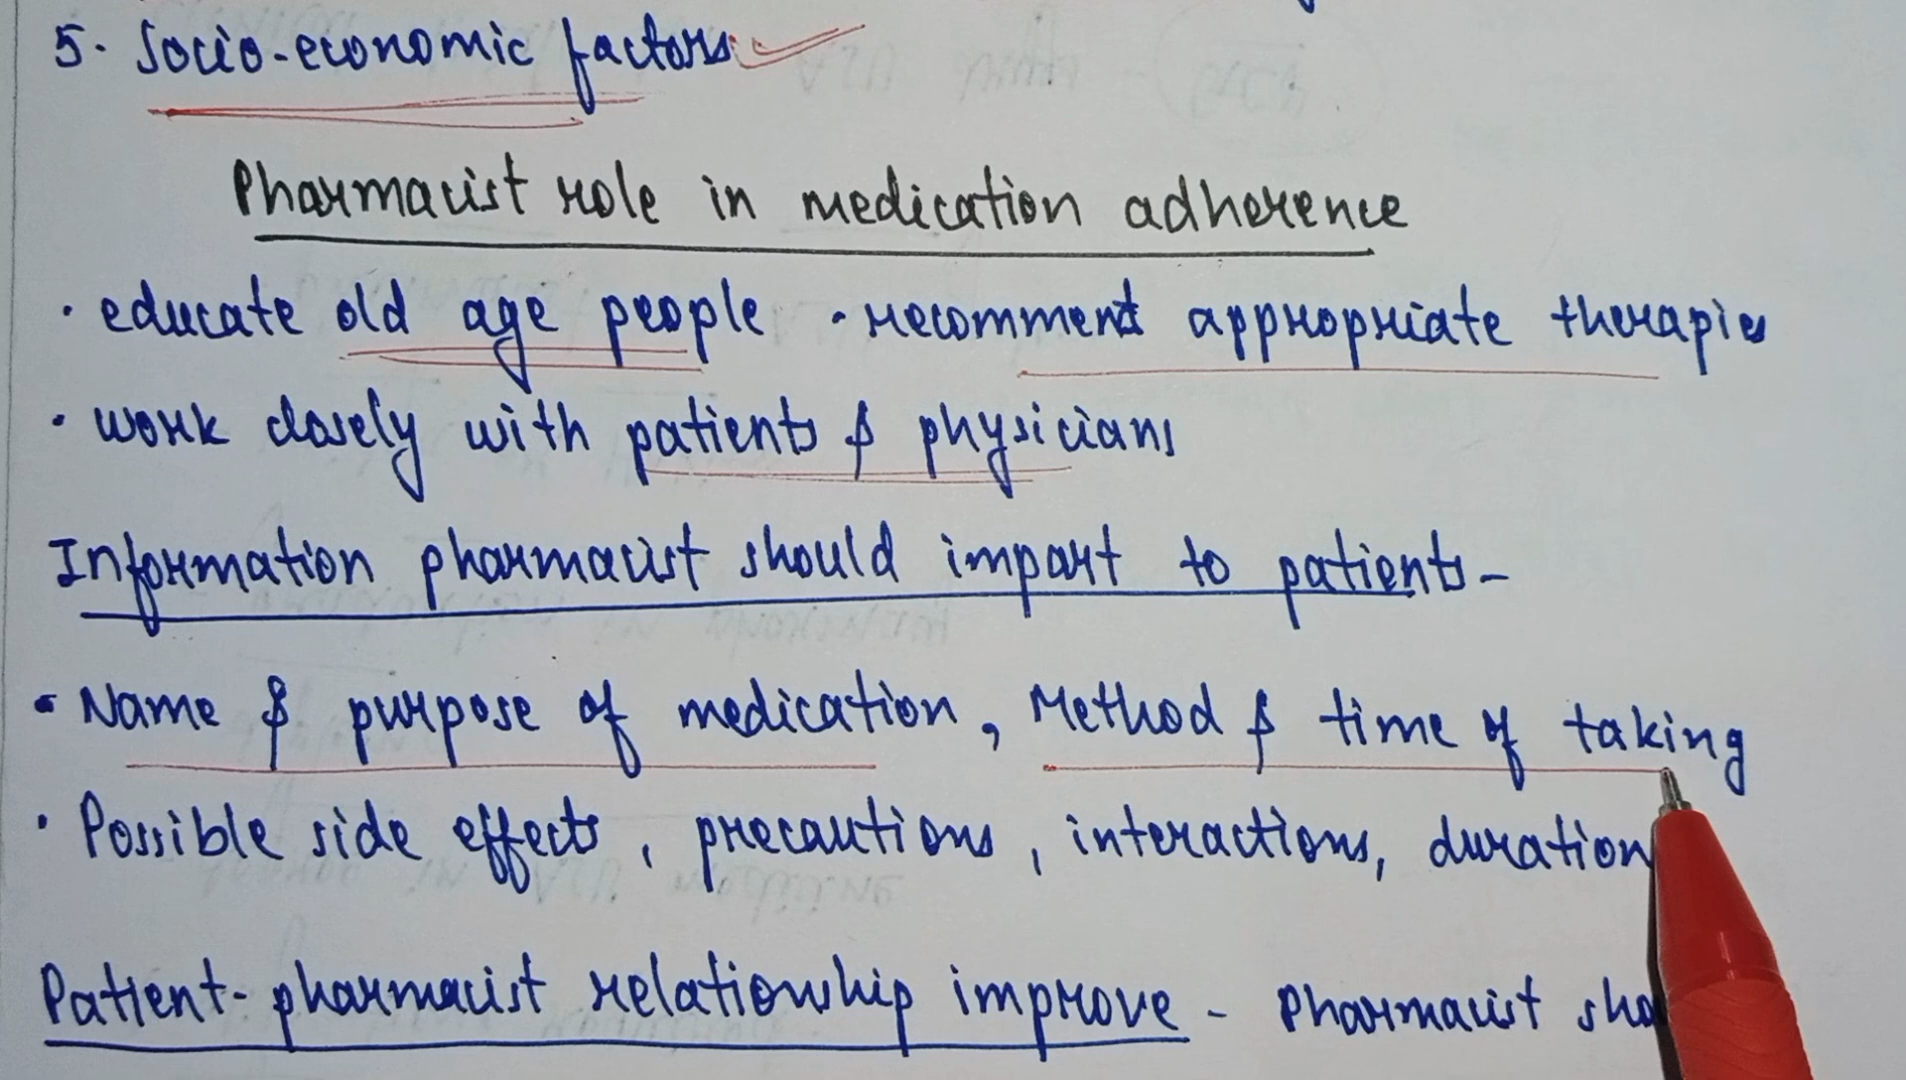 5. Socio-economic factors
Pharmacist role in medication adherence
· educate old age people · recomment appropriate therapies
· work closely with patients & physicians
Information pharmacist should impart to patients-
· Name & purpose of medication, Method & time of taking
· Possible side effects, precautions, interactions, duration
Patient-pharmacist relationship improve - Pharmacist sho